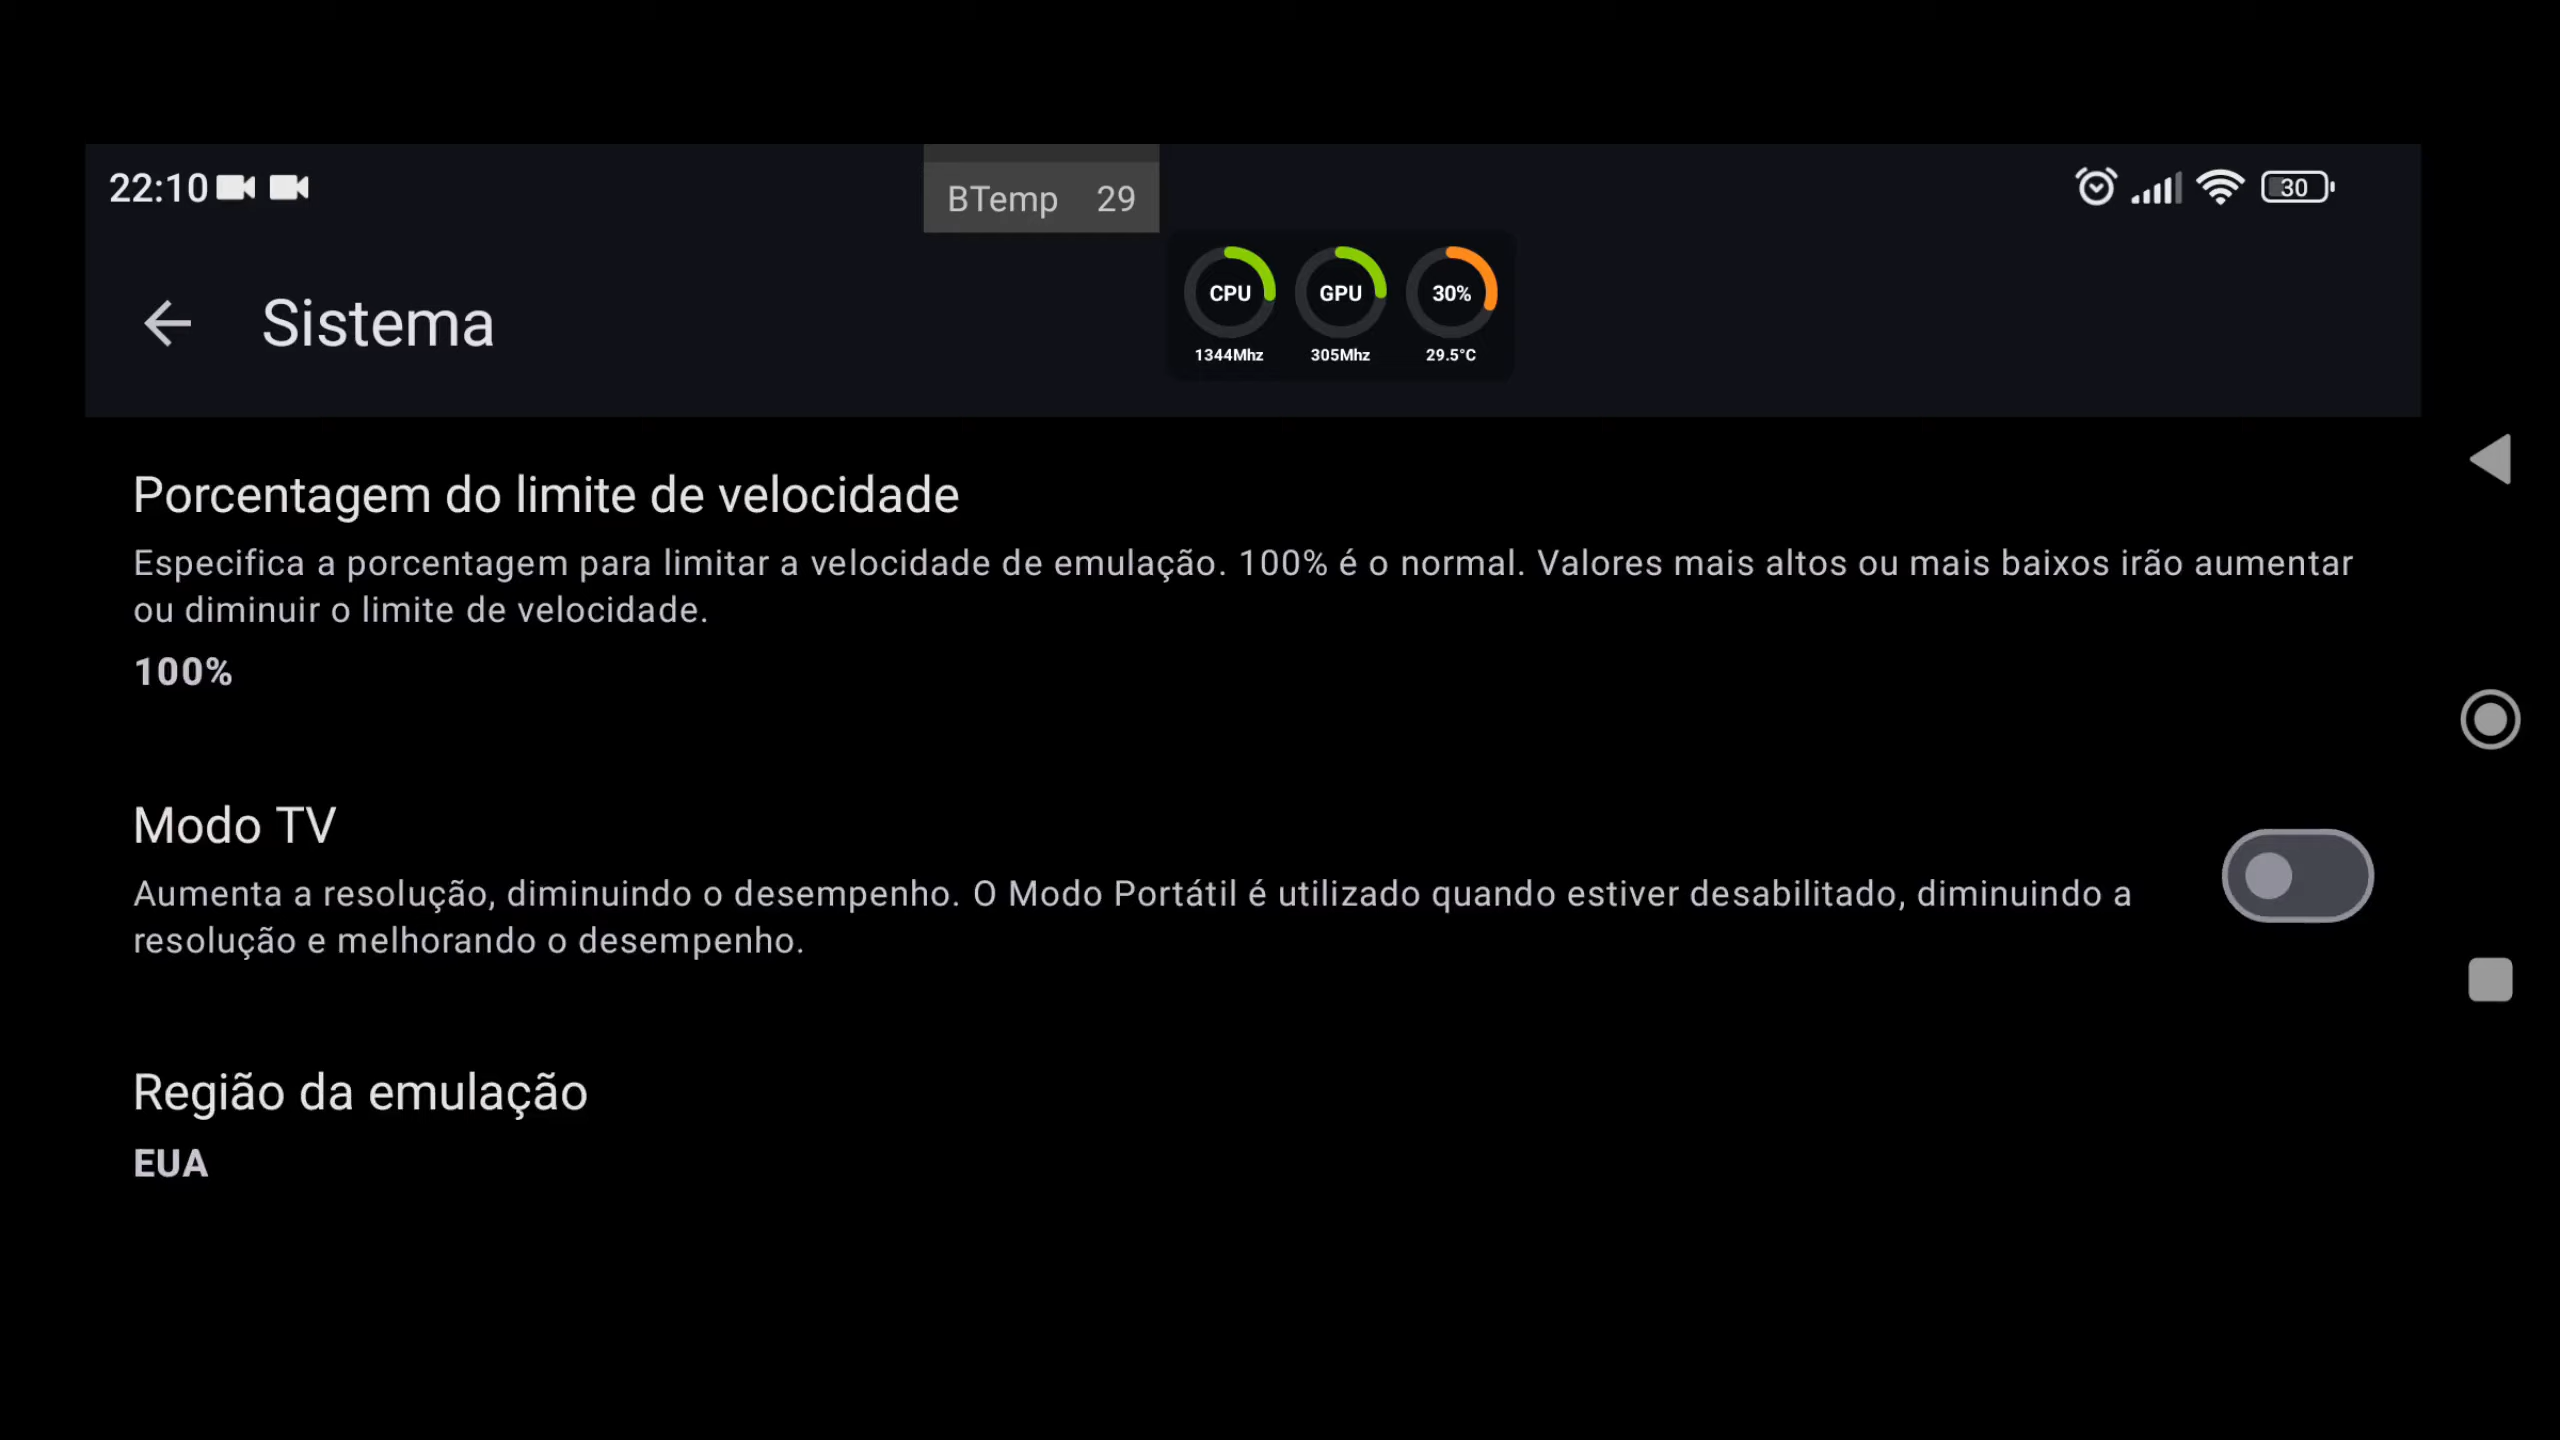 22:10
BTemp 29
30
Sistema
CPU GPU 30%
1344Mhz 305Mhz 29.5°C
Porcentagem do limite de velocidade
Especifica a porcentagem para limitar a velocidade de emulação. 100% é o normal. Valores mais altos ou mais baixos irão aumentar
ou diminuir o limite de velocidade.
100%
Modo TV
Aumenta a resolução, diminuindo o desempenho. O Modo Portátil é utilizado quando estiver desabilitado, diminuindo a
resolução e melhorando o desempenho.
Região da emulação
EUA